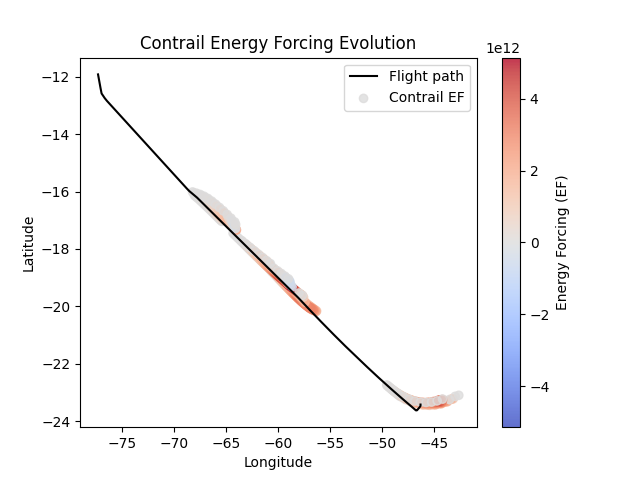 Contrail Energy Forcing Evolution
1e12
Flight path
Contrail EF
−12
−14
−16
−18
−20
−22
−24
Latitude
−75
−70
−65
−60
−55
−50
−45
Longitude
4
2
0
−2
−4
Energy Forcing (EF)